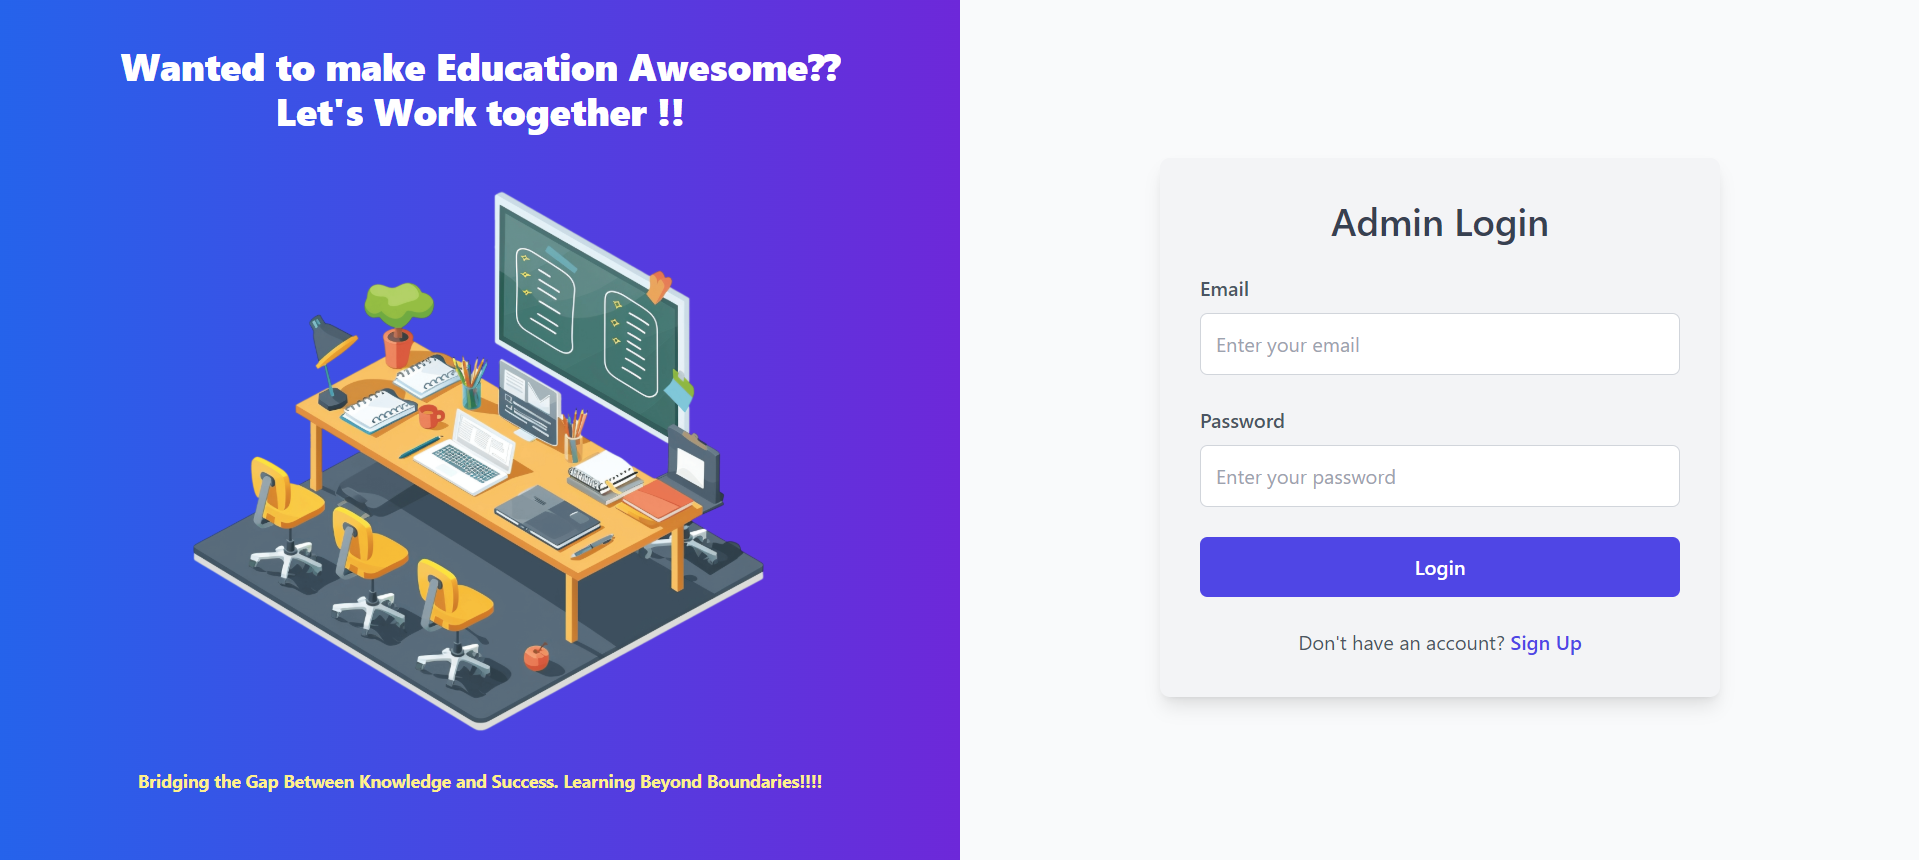 Wanted to make Education Awesome??
Let's Work together !!
Bridging the Gap Between Knowledge and Success. Learning Beyond Boundaries!!!!
Admin Login
Email
Enter your email
Password
Enter your password
Login
Don't have an account? Sign Up